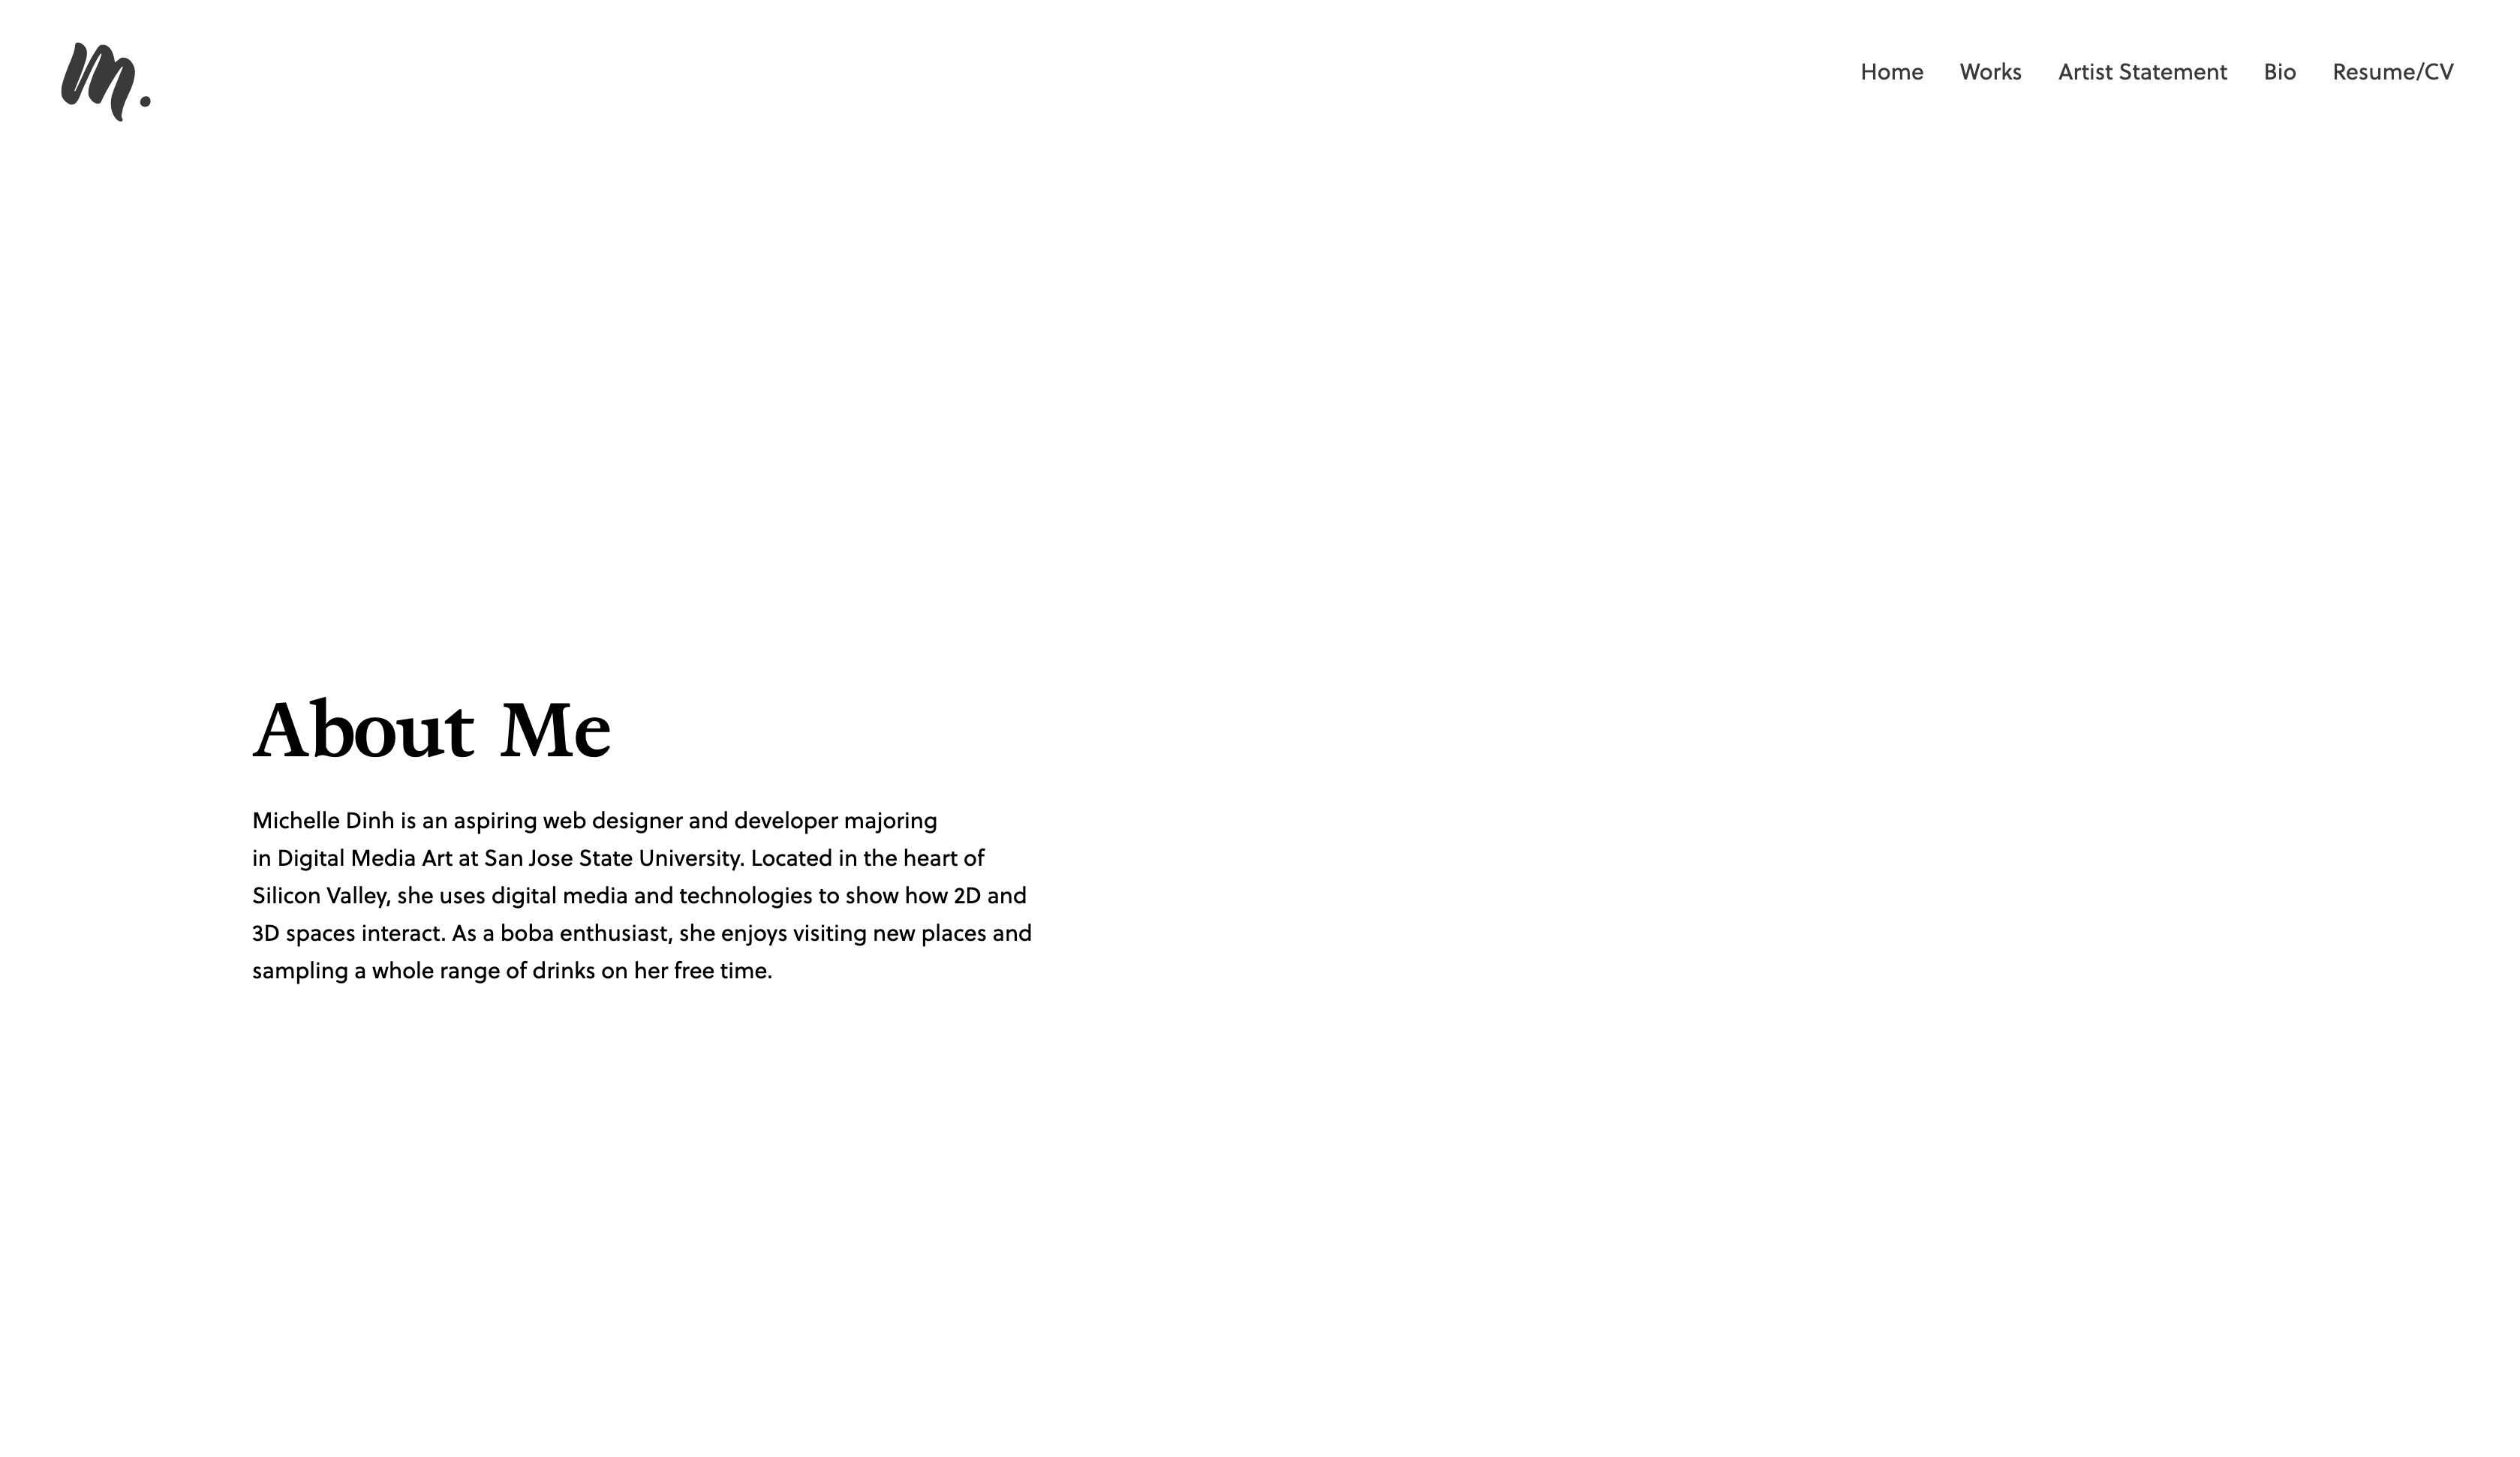 m.
Home Works Artist Statement Bio Resume/CV
About Me
Michelle Dinh is an aspiring web designer and developer majoring
in Digital Media Art at San Jose State University. Located in the heart of
Silicon Valley, she uses digital media and technologies to show how 2D and
3D spaces interact. As a boba enthusiast, she enjoys visiting new places and
sampling a whole range of drinks on her free time.